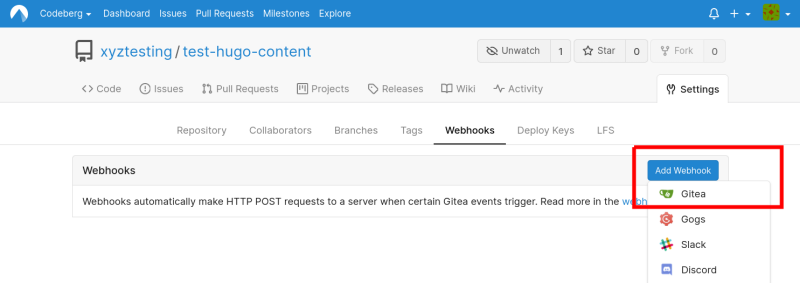 Codeberg Dashboard Issues Pull Requests Milestones Explore
xyztesting / test-hugo-content
Unwatch 1 Star 0 Fork 0
Code Issues Pull Requests Projects Releases Wiki Activity Settings
Repository Collaborators Branches Tags Webhooks Deploy Keys LFS
Webhooks Add Webhook
Webhooks automatically make HTTP POST requests to a server when certain Gitea events trigger. Read more in the
Gitea
Gogs
Slack
Discord